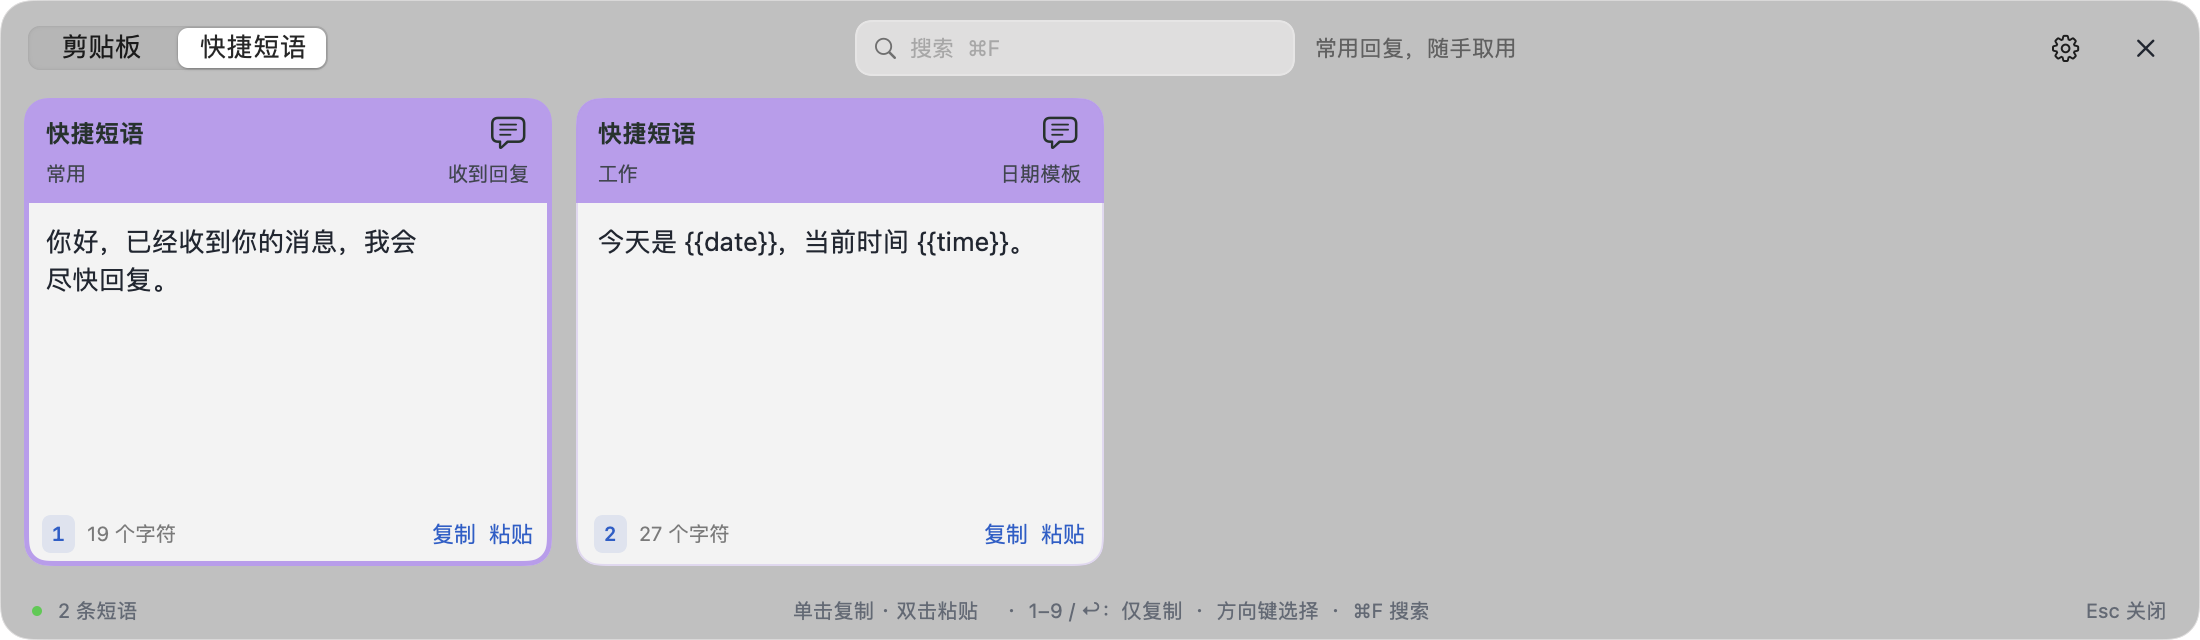 剪贴板 快捷短语 搜索 ⌘F 常用回复，随手取用
快捷短语
常用 收到回复
你好，已经收到你的消息，我会
尽快回复。
1 19 个字符 复制 粘贴
快捷短语
工作 日期模板
今天是 {{date}}，当前时间 {{time}}。
2 27 个字符 复制 粘贴
2 条短语 单击复制 · 双击粘贴 · 1–9 / ↩：仅复制 · 方向键选择 · ⌘F 搜索 Esc 关闭